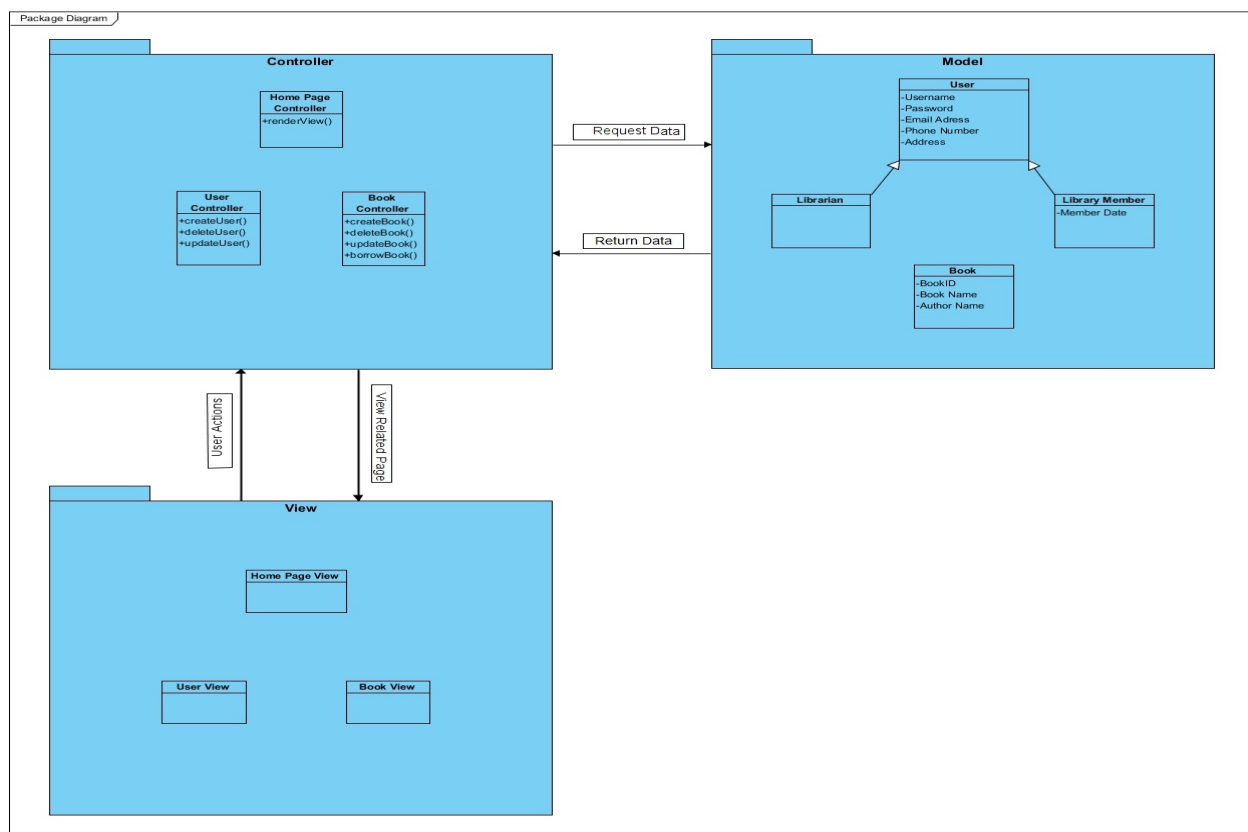 Package Diagram
Controller
Home Page
Controller
+renderView()
User
Controller
+createUser()
+deleteUser()
+updateUser()
Book
Controller
+createBook()
+deleteBook()
+updateBook()
+borrowBook()
Request Data
Return Data
Model
User
-Username
-Password
-Email Adress
-Phone Number
-Address
Librarian
Library Member
-Member Date
Book
-BookID
-Book Name
-Author Name
User Actions
View Related Page
View
Home Page View
User View
Book View